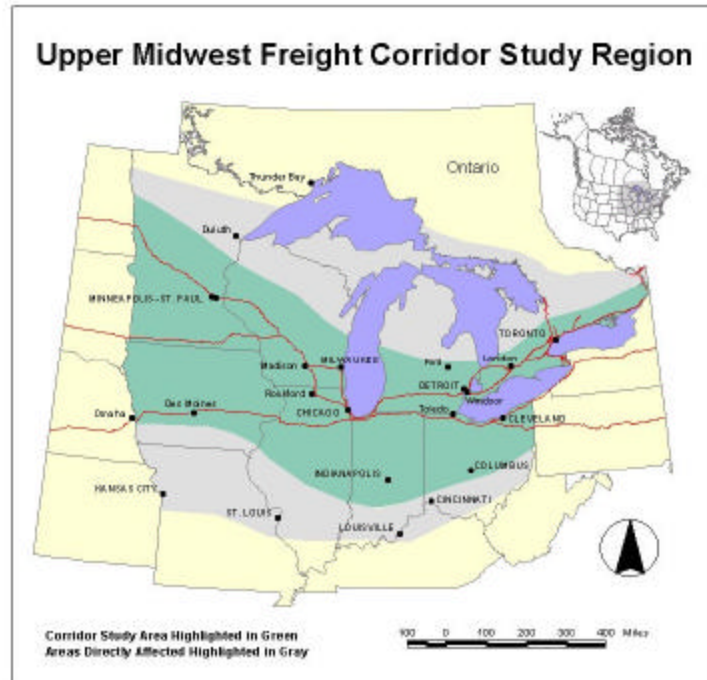 Upper Midwest Freight Corridor Study Region
Thunder Bay
Ontario
Duluth
MINNEAPOLIS--ST. PAUL
TORONTO
Madison
MILWAUKEE
London
DETROIT
Windsor
Rockford
Omaha
Des Moines
CHICAGO
Toledo
CLEVELAND
INDIANAPOLIS
COLUMBUS
KANSAS CITY
CINCINNATI
ST. LOUIS
LOUISVILLE
Corridor Study Area Highlighted in Green
Areas Directly Affected Highlighted in Gray
100 0 100 200 300 400 Miles